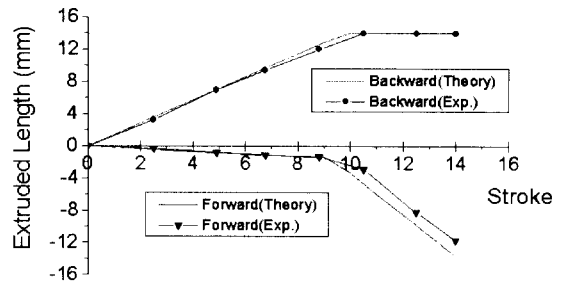 Extruded Length (mm)
16
12
8
4
0
-4
-8
-12
-16
0 2 4 6 8 10 12 14 16
Stroke
Backward(Theory)
Backward(Exp.)
Forward(Theory)
Forward(Exp.)